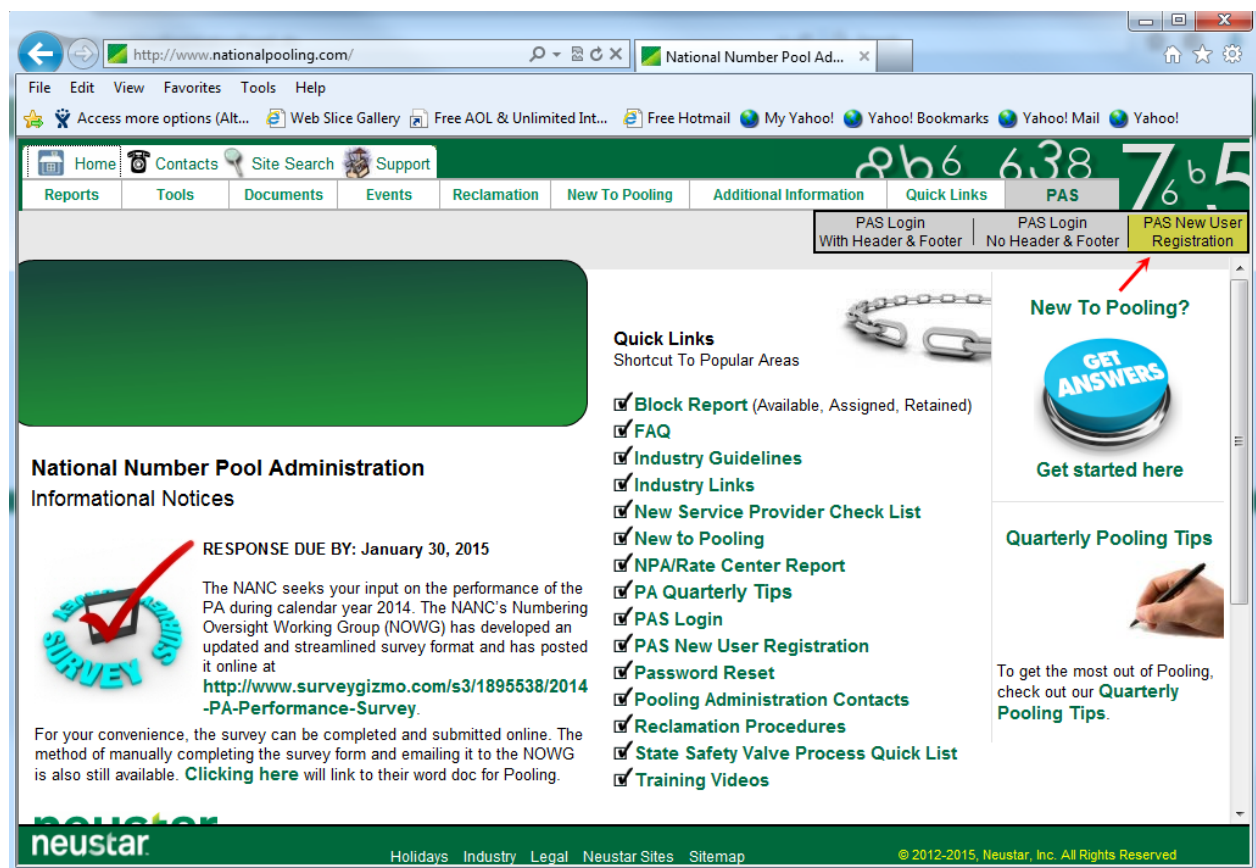 http://www.nationalpooling.com/
National Number Pool Ad...
File Edit View Favorites Tools Help
Access more options (Alt... Web Slice Gallery Free AOL & Unlimited Int... Free Hotmail My Yahoo! Yahoo! Bookmarks Yahoo! Mail Yahoo!
Home Contacts Site Search Support
866 638 7665
Reports Tools Documents Events Reclamation New To Pooling Additional Information Quick Links PAS
PAS Login
With Header & Footer
PAS Login
No Header & Footer
PAS New User
Registration
Quick Links
Shortcut To Popular Areas
Block Report (Available, Assigned, Retained)
FAQ
Industry Guidelines
Industry Links
New Service Provider Check List
New to Pooling
NPA/Rate Center Report
PA Quarterly Tips
PAS Login
PAS New User Registration
Password Reset
Pooling Administration Contacts
Reclamation Procedures
State Safety Valve Process Quick List
Training Videos
New To Pooling?
GET
ANSWERS
Get started here
Quarterly Pooling Tips
To get the most out of Pooling,
check out our Quarterly
Pooling Tips.
National Number Pool Administration
Informational Notices
SURVEY
RESPONSE DUE BY: January 30, 2015
The NANC seeks your input on the performance of the
PA during calendar year 2014. The NANC's Numbering
Oversight Working Group (NOWG) has developed an
updated and streamlined survey format and has posted
it online at
http://www.surveygizmo.com/s3/1895538/2014
-PA-Performance-Survey.
For your convenience, the survey can be completed and submitted online. The
method of manually completing the survey form and emailing it to the NOWG
is also still available. Clicking here will link to their word doc for Pooling.
neustar
neustar
Holidays Industry Legal Neustar Sites Sitemap
© 2012-2015, Neustar, Inc. All Rights Reserved